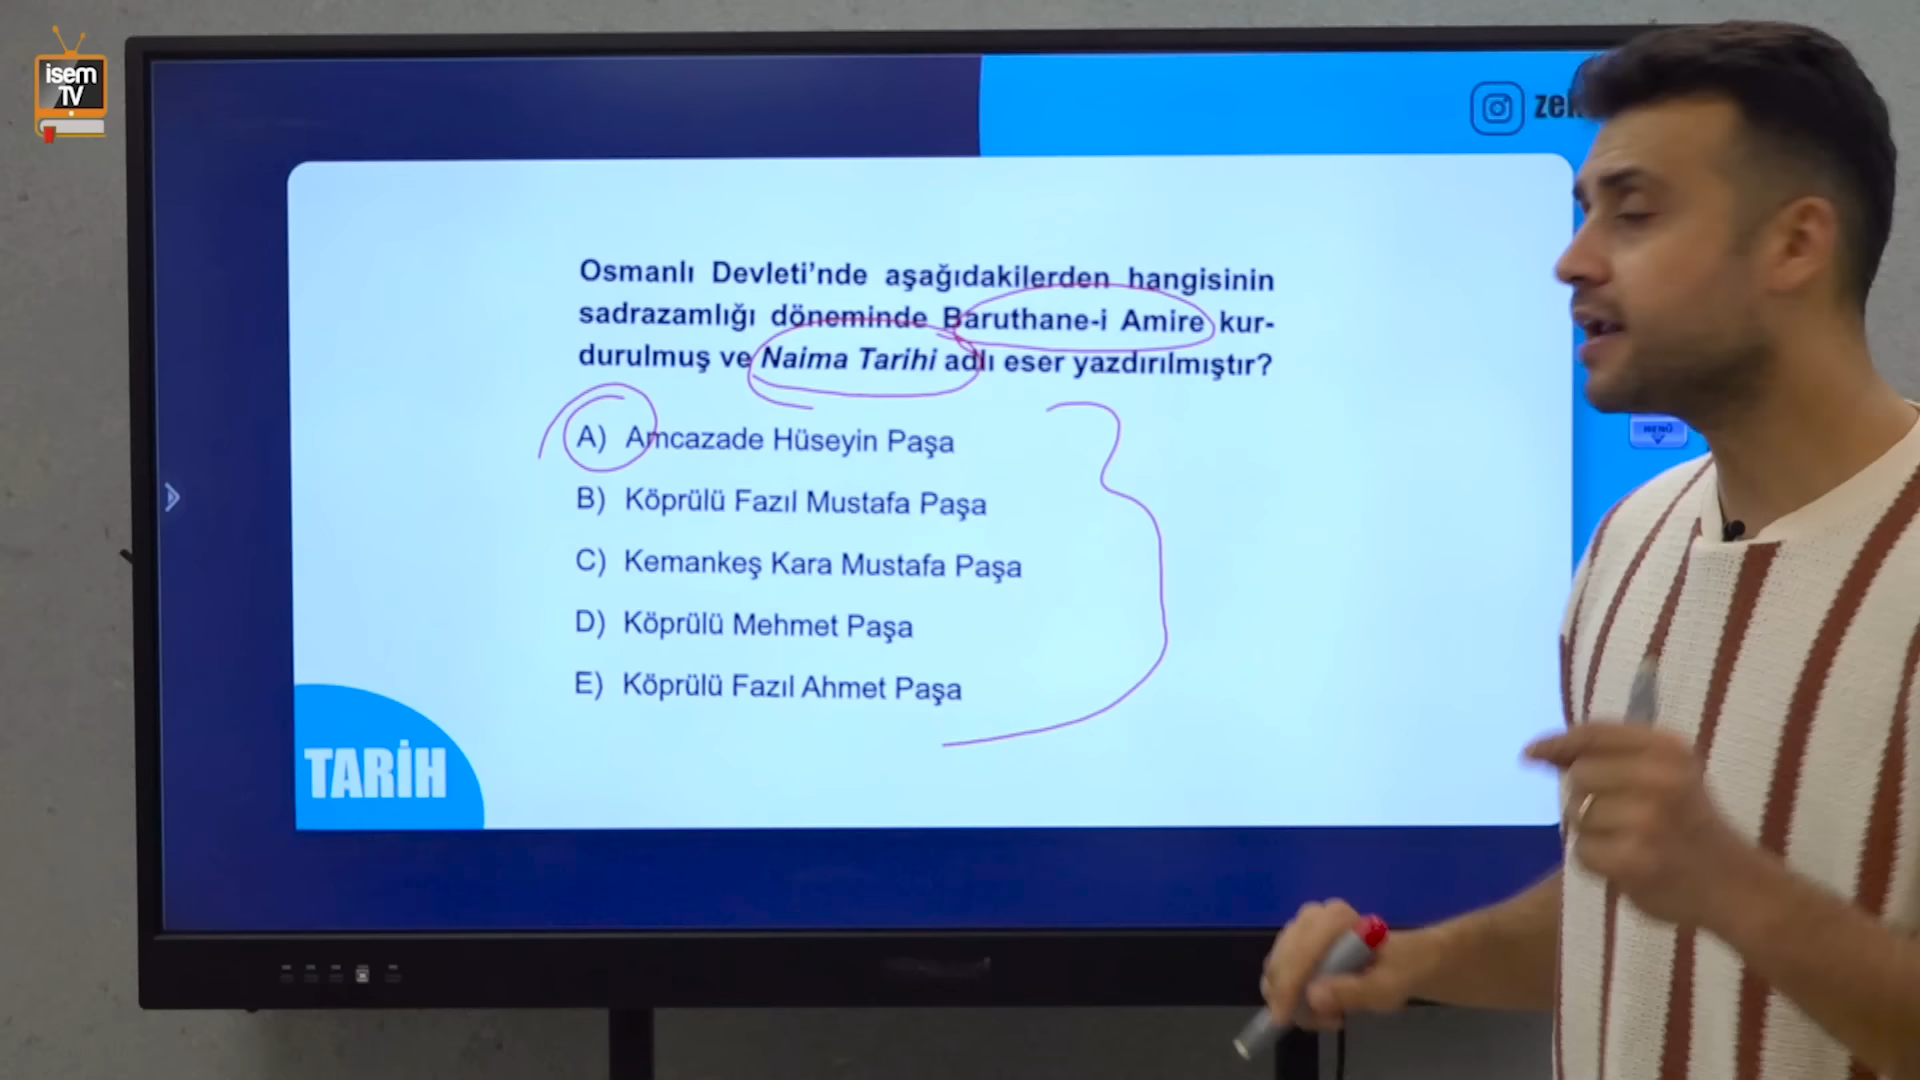 isem
TV
Osmanlı Devleti'nde aşağıdakilerden hangisinin
sadrazamlığı döneminde Baruthane-i Amire kur-
durulmuş ve Naima Tarihi adlı eser yazdırılmıştır?
A) Amcazade Hüseyin Paşa
B) Köprülü Fazıl Mustafa Paşa
C) Kemankeş Kara Mustafa Paşa
D) Köprülü Mehmet Paşa
E) Köprülü Fazıl Ahmet Paşa
MENÜ
TARİH